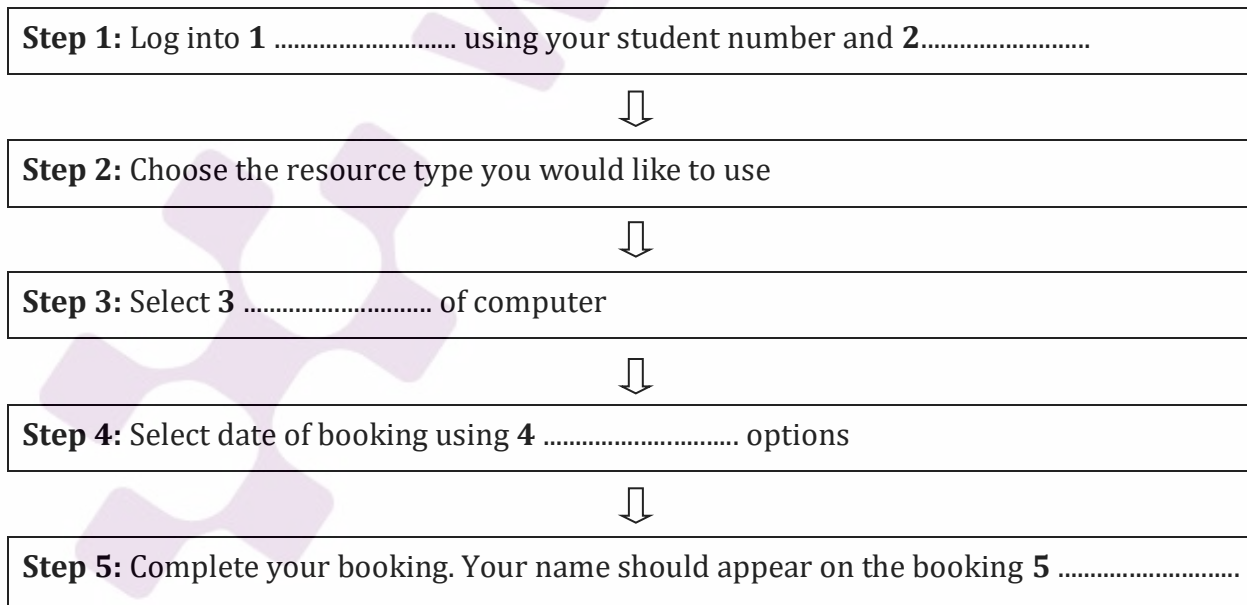 Step 1: Log into 1 ............................. using your student number and 2...........................
Step 2: Choose the resource type you would like to use
Step 3: Select 3 .............................. of computer
Step 4: Select date of booking using 4 ............................... options
Step 5: Complete your booking. Your name should appear on the booking 5 .............................